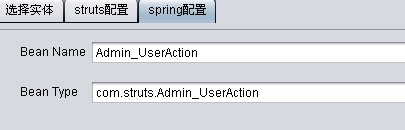 选择实体 struts配置 spring配置
Bean Name Admin_UserAction
Bean Type com.struts.Admin_UserAction